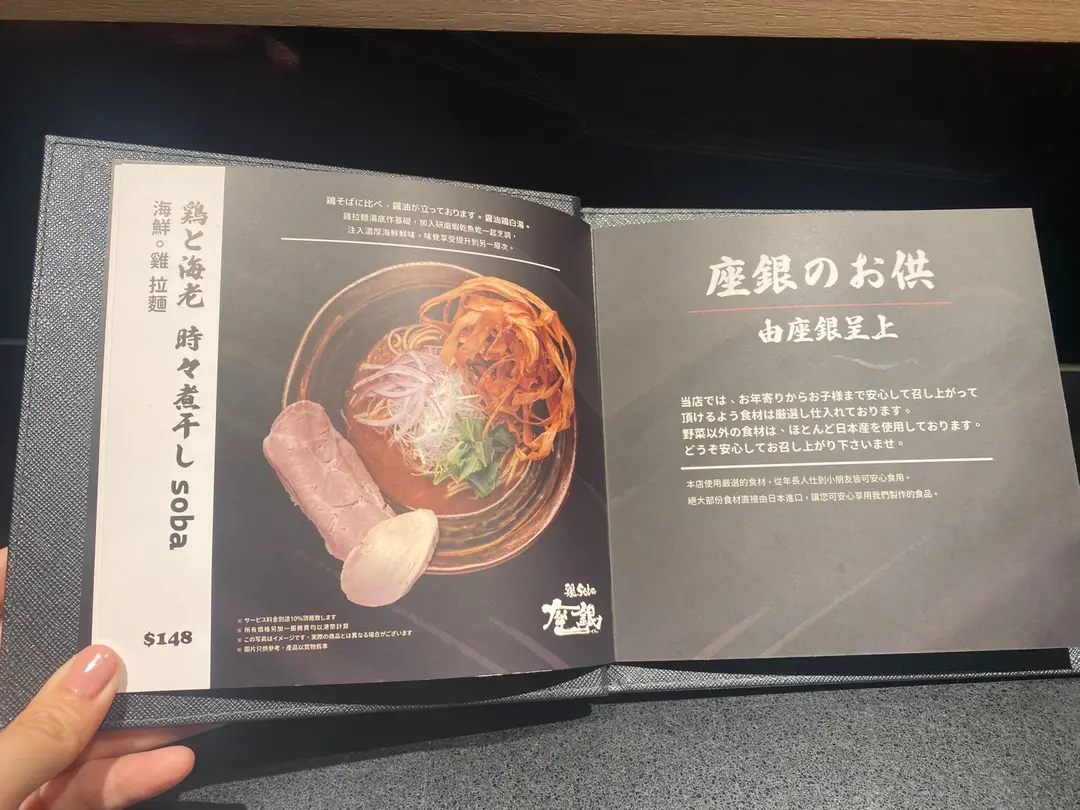 鶏と海老 時々煮干し soba
海鮮。雞 拉麵
$148
鶏そばに比べ、醤油が立っております。醤油鶏白湯。
雞拉麵湯底作基礎，加入研磨蝦乾魚乾一起烹調，
注入濃厚海鮮鮮味，味覺享受提升到另一層次。
※ サービス料金別途10%頂戴致します
※ 所有價格另加一服務費均以港幣計算
※ この写真はイメージです・実際の商品とは異なる場合がございます
※ 圖片只供參考・產品以實物爲準
鶏 Soba
座銀
座銀のお供
由座銀呈上
当店では、お年寄りからお子様まで安心して召し上がって
頂けるよう食材は厳選し仕入れております。
野菜以外の食材は、ほとんど日本産を使用しております。
どうぞ安心してお召し上がり下さいませ。
本店使用嚴選的食材，從年長人仕到小朋友皆可安心食用。
絕大部份食材直接由日本進口，讓您可安心享用我們製作的食品。